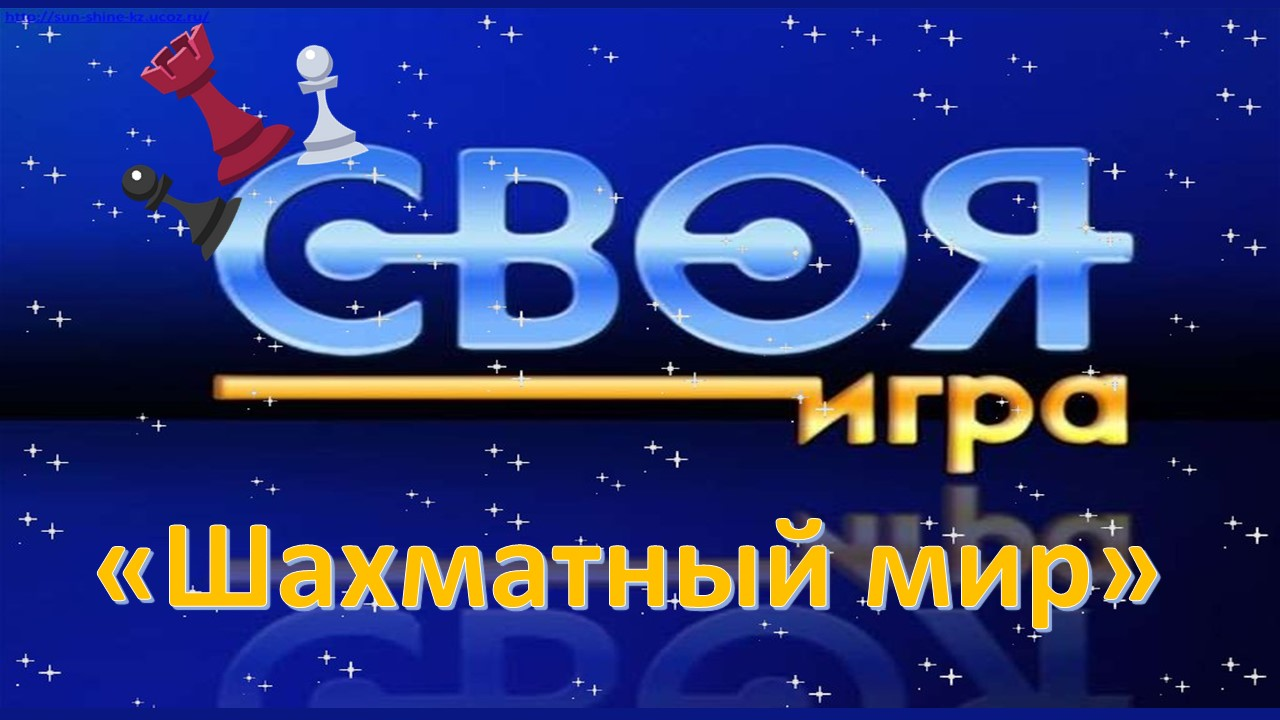 http://sun-shine-kz.ucoz.ru/
СВОЯ
игра
«Шахматный мир»